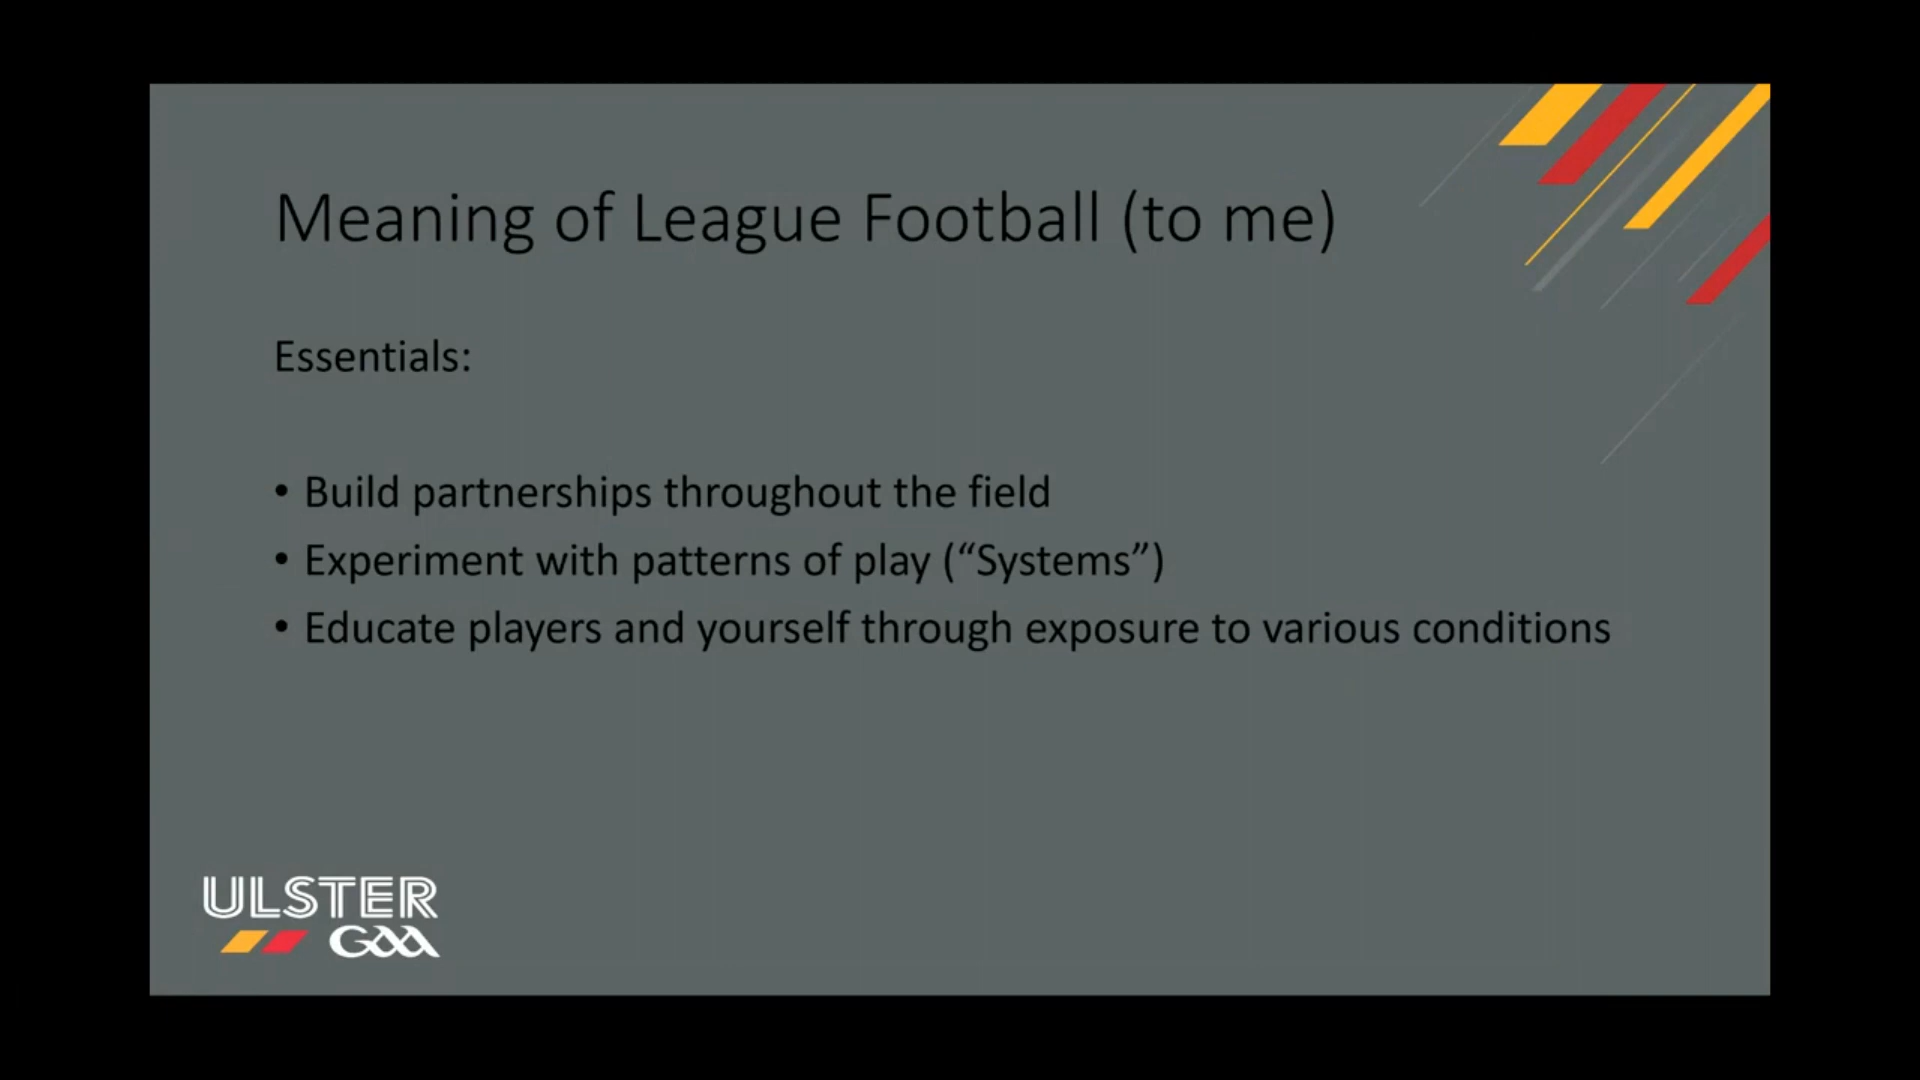 Meaning of League Football (to me)
Essentials:
• Build partnerships throughout the field
• Experiment with patterns of play (“Systems”)
• Educate players and yourself through exposure to various conditions
ULSTER
GAA